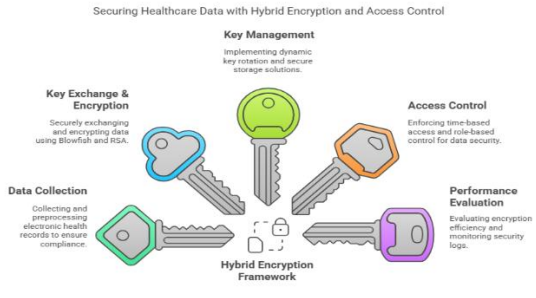 Securing Healthcare Data with Hybrid Encryption and Access Control
Key Management
Implementing dynamic
key rotation and secure
storage solutions.
Key Exchange &
Encryption
Securely exchanging
and encrypting data
using Blowfish and RSA.
Access Control
Enforcing time-based
access and role-based
control for data security.
Data Collection
Collecting and
preprocessing
electronic health
records to ensure
compliance.
Performance
Evaluation
Evaluating encryption
efficiency and
monitoring security
logs.
Hybrid Encryption
Framework